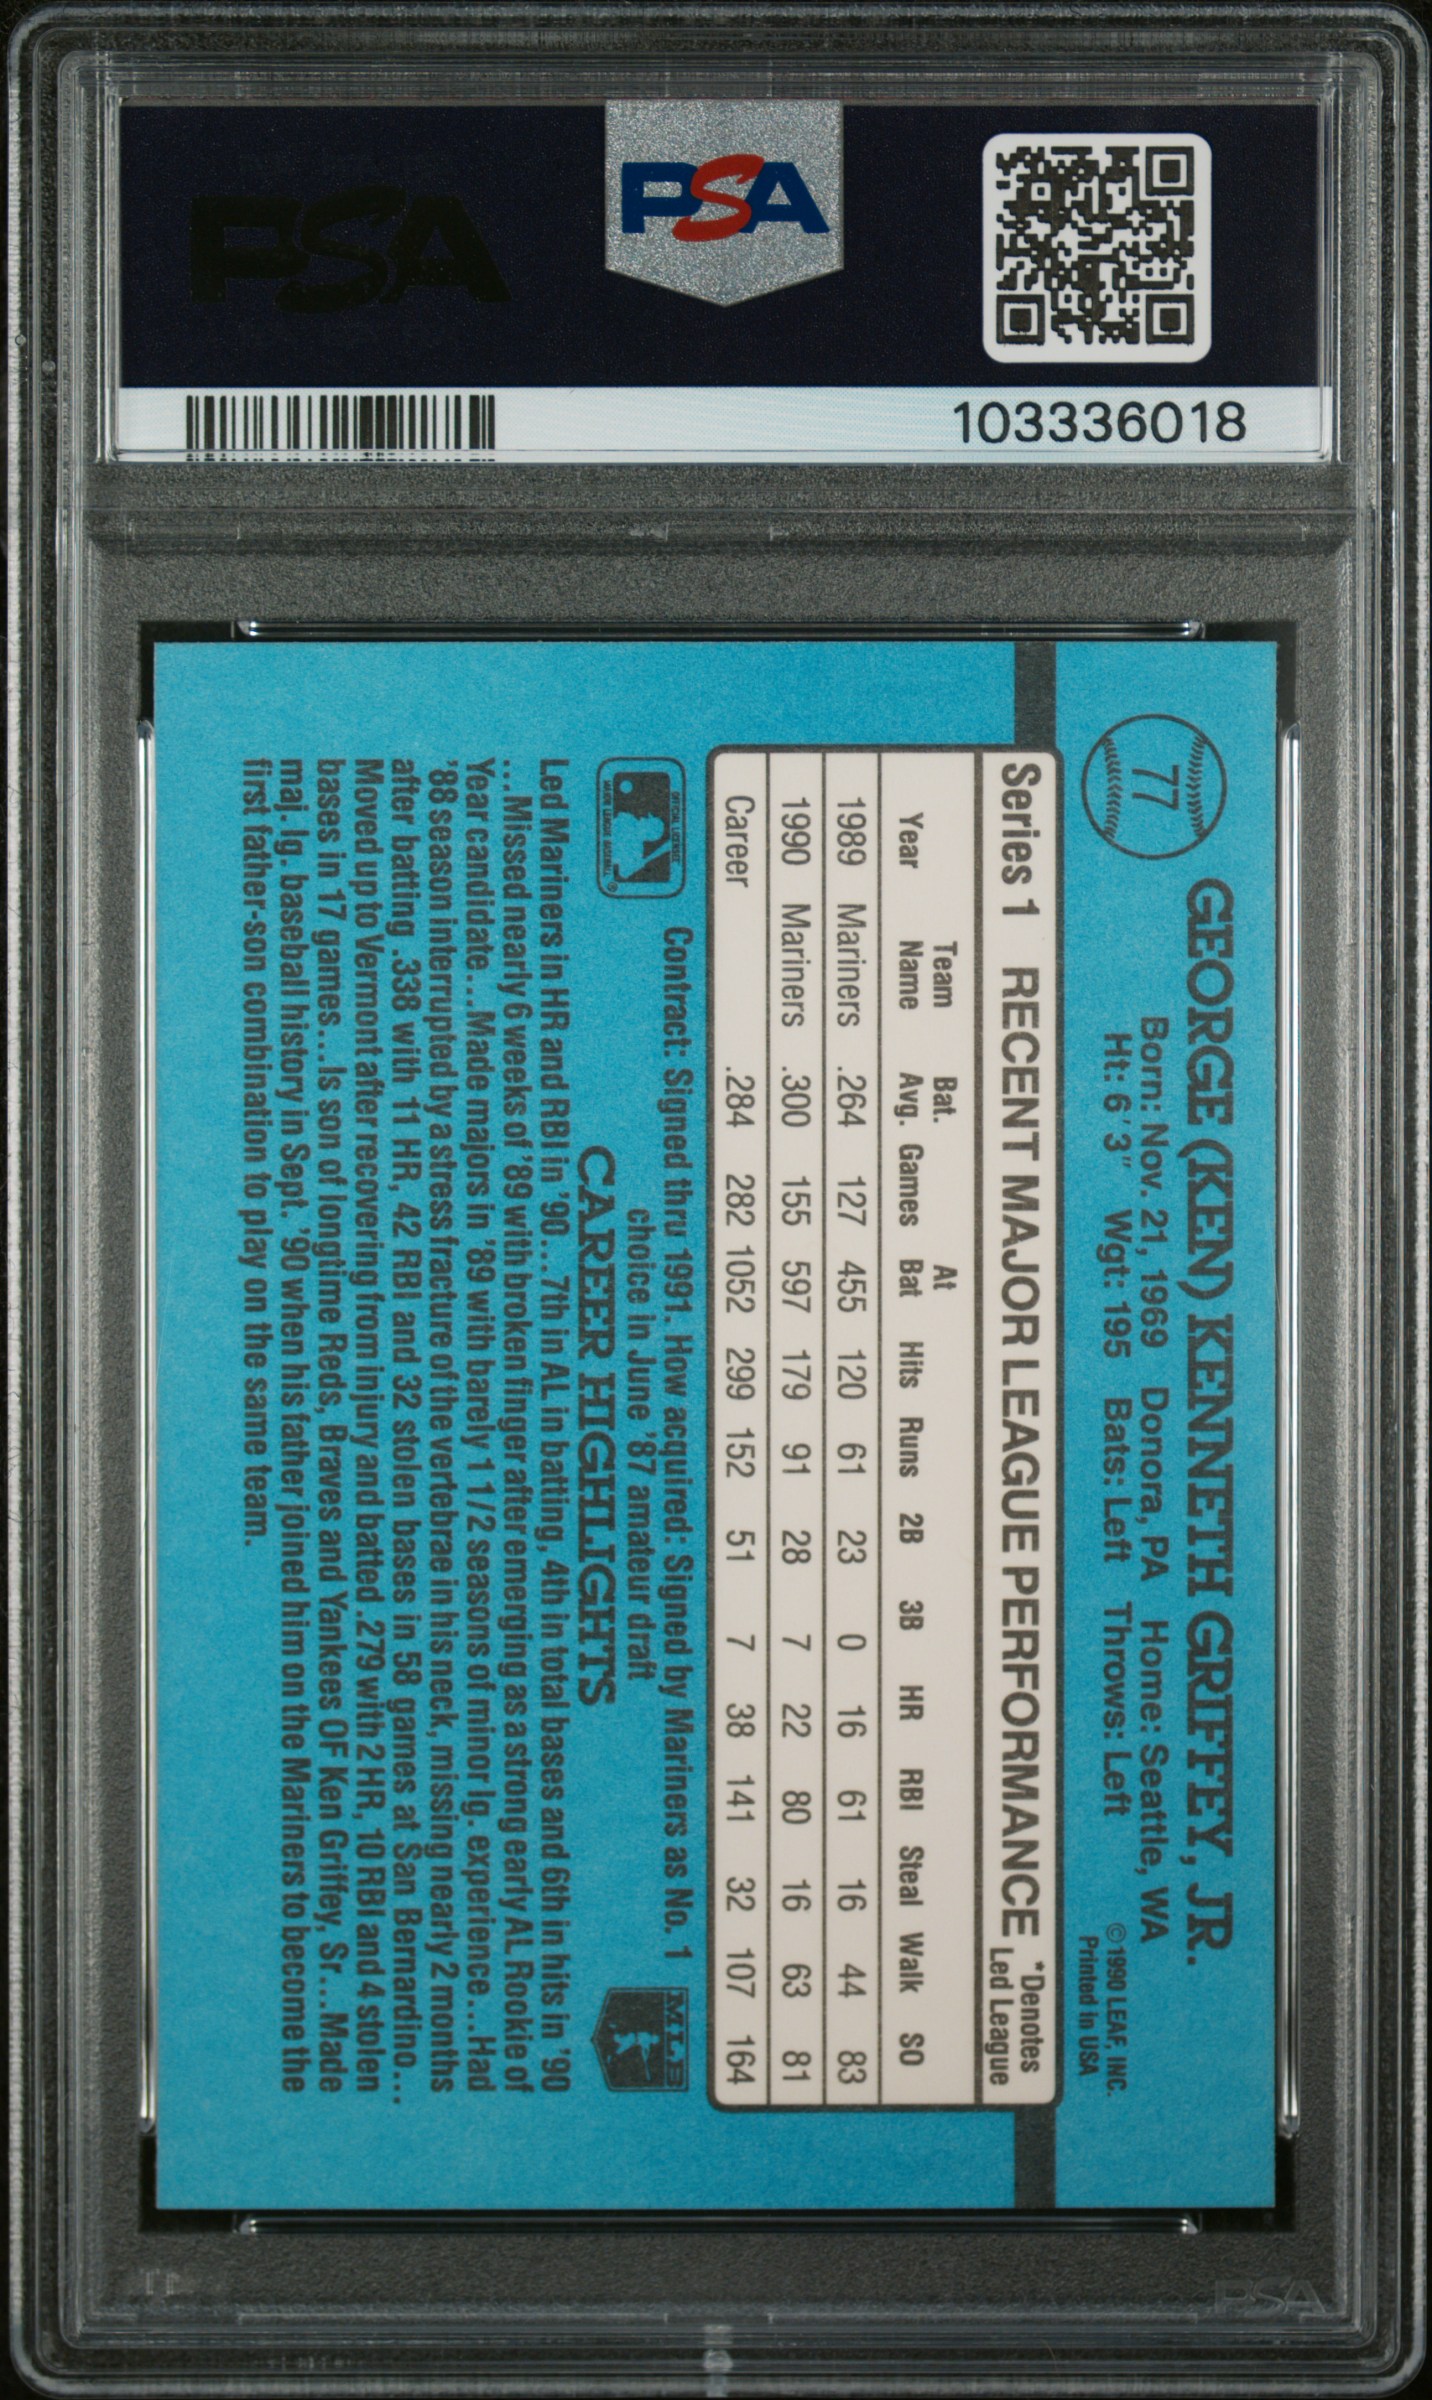 PSA
PSA
103336018
77
GEORGE (KEN) KENNETH GRIFFEY, JR.
Born: Nov. 21, 1969 Donora, PA Home: Seattle, WA
Ht: 6'3" Wgt: 195 Bats: Left Throws: Left
©1990 LEAF, INC.
Printed in USA
Series 1 RECENT MAJOR LEAGUE PERFORMANCE *Denotes Led League
Year Team Name Bat. Avg. Games At Bat Hits Runs 2B 3B HR RBI Steal Walk SO
1989 Mariners .264 127 455 120 61 23 0 16 61 16 44 83
1990 Mariners .300 155 597 179 91 28 7 22 80 16 63 81
Career .284 282 1052 299 152 51 7 38 141 32 107 164
OFFICIAL LICENSEE
MAJOR LEAGUE BASEBALL
®
Contract: Signed thru 1991. How acquired: Signed by Mariners as No. 1
choice in June '87 amateur draft
MLB
CAREER HIGHLIGHTS
Led Mariners in HR and RBI in '90...7th in AL in batting, 4th in total bases and 6th in hits in '90
...Missed nearly 6 weeks of '89 with broken finger after emerging as a strong early AL Rookie of
Year candidate...Made majors in '89 with barely 1 1/2 seasons of minor lg. experience...Had
'88 season interrupted by a stress fracture of the vertebrae in his neck, missing nearly 2 months
after batting .338 with 11 HR, 42 RBI and 32 stolen bases in 58 games at San Bernardino...
Moved up to Vermont after recovering from injury and batted .279 with 2 HR, 10 RBI and 4 stolen
bases in 17 games...Is son of longtime Reds, Braves and Yankees OF Ken Griffey, Sr...Made
maj. lg. baseball history in Sept. '90 when his father joined him on the Mariners to become the
first father-son combination to play on the same team.
PSA